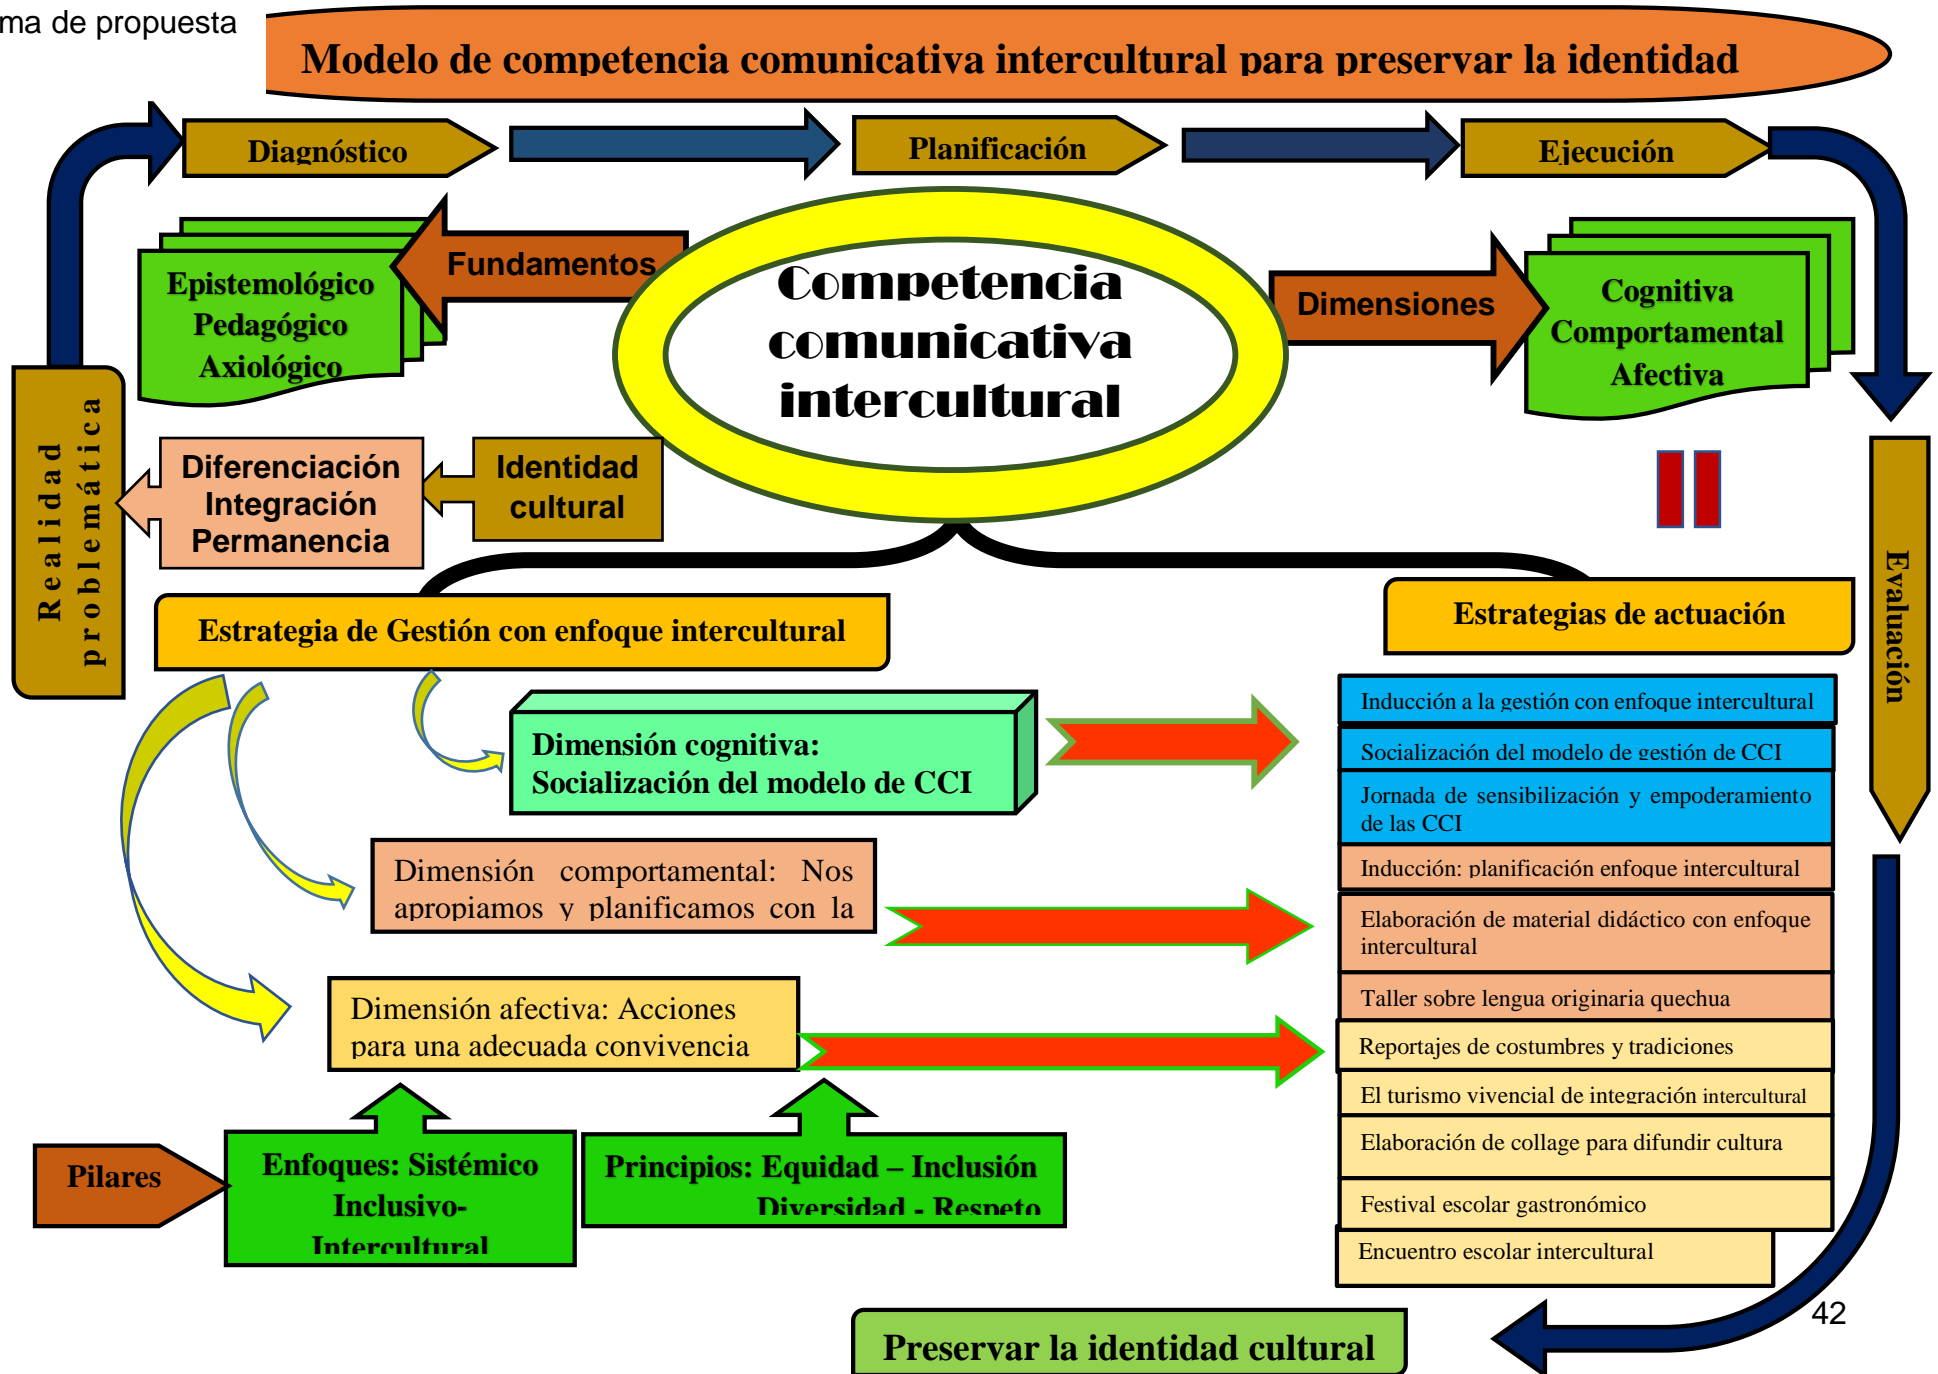 ma de propuesta
Modelo de competencia comunicativa intercultural para preservar la identidad
Diagnóstico
Planificación
Ejecución
Fundamentos
Epistemológico
Pedagógico
Axiológico
Competencia
comunicativa
intercultural
Dimensiones
Cognitiva
Comportamental
Afectiva
Realidad
problemática
Diferenciación
Integración
Permanencia
Identidad
cultural
Evaluación
Estrategia de Gestión con enfoque intercultural
Estrategias de actuación
Dimensión cognitiva:
Socialización del modelo de CCI
Dimensión comportamental: Nos
apropiamos y planificamos con la
Dimensión afectiva: Acciones
para una adecuada convivencia
Inducción a la gestión con enfoque intercultural
Socialización del modelo de gestión de CCI
Jornada de sensibilización y empoderamiento
de las CCI
Inducción: planificación enfoque intercultural
Elaboración de material didáctico con enfoque
intercultural
Taller sobre lengua originaria quechua
Reportajes de costumbres y tradiciones
El turismo vivencial de integración intercultural
Elaboración de collage para difundir cultura
Festival escolar gastronómico
Encuentro escolar intercultural
Pilares
Enfoques: Sistémico
Inclusivo-
Intercultural
Principios: Equidad – Inclusión
Diversidad - Respeto
42
Preservar la identidad cultural